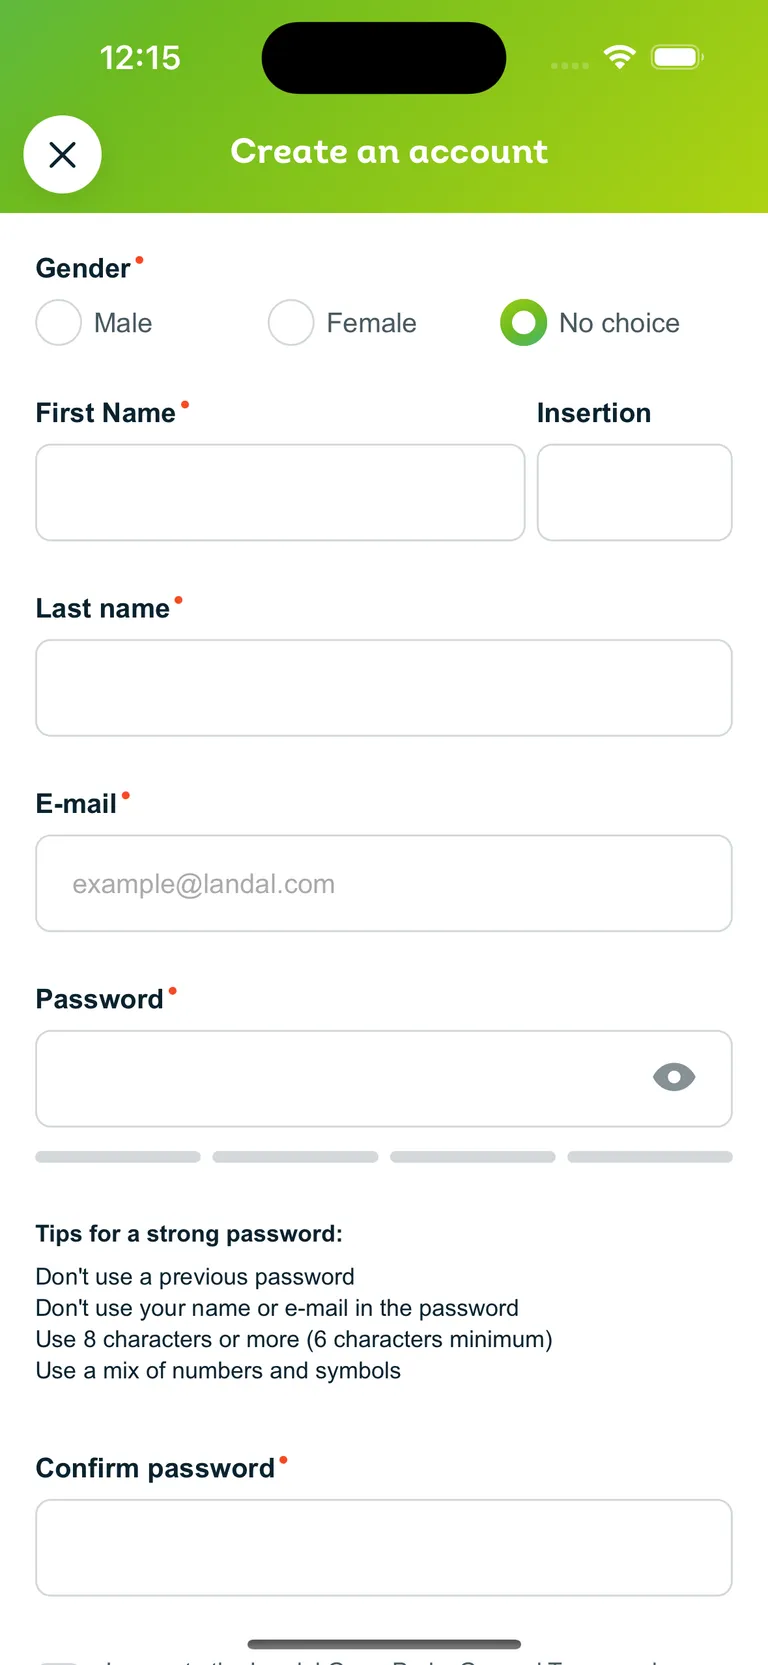 12:15
Create an account
Gender
Male
Female
No choice
First Name
Insertion
Last name
E-mail
example@landal.com
Password
Tips for a strong password:
Don't use a previous password
Don't use your name or e-mail in the password
Use 8 characters or more (6 characters minimum)
Use a mix of numbers and symbols
Confirm password